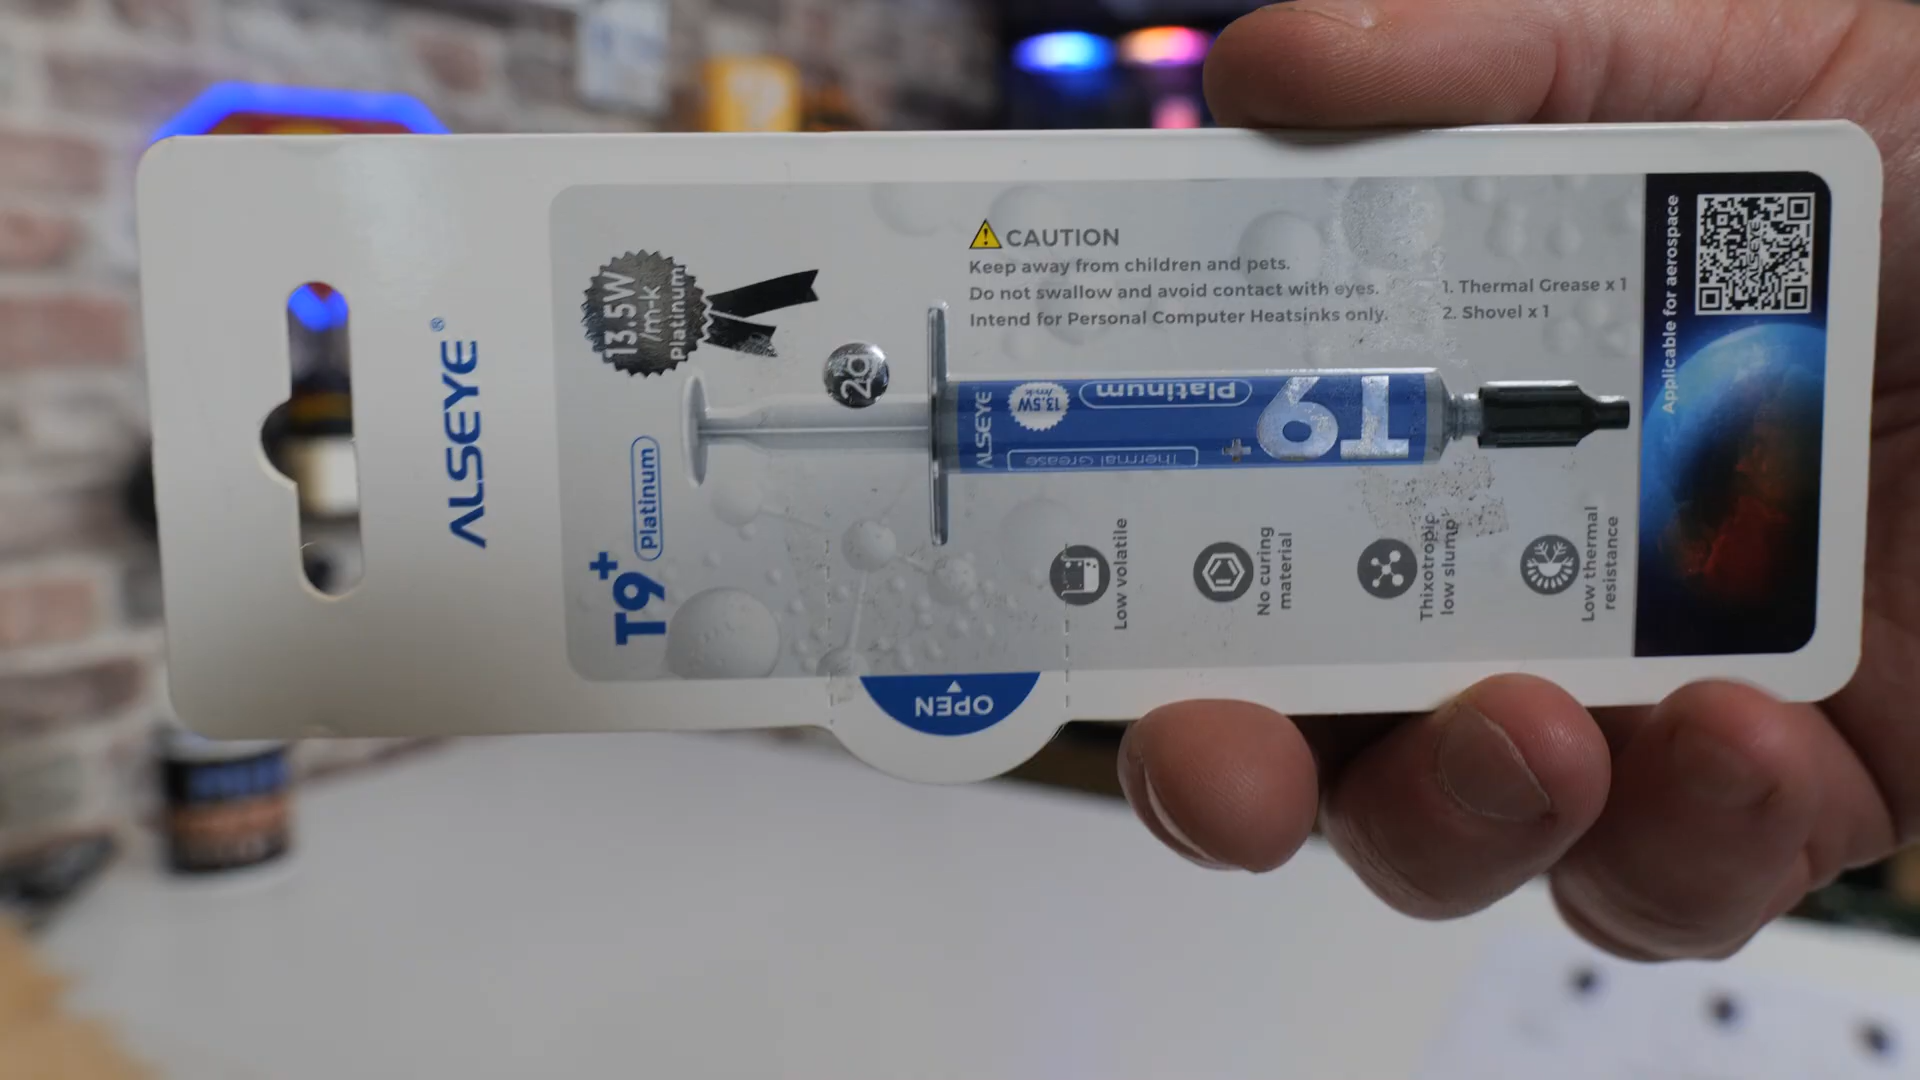 ALSEYE®
T9+ Platinum
13.5W
/m-k
Platinum
2g
CAUTION
Keep away from children and pets.
Do not swallow and avoid contact with eyes.
Intend for Personal Computer Heatsinks only.
1. Thermal Grease x 1
2. Shovel x 1
ALSEYE
13.5W
/m-k
Platinum
Thermal Grease
T9+
Low volatile
No curing
material
Thixotropic
low slump
Low thermal
resistance
OPEN
Applicable for aerospace
ALSEYE